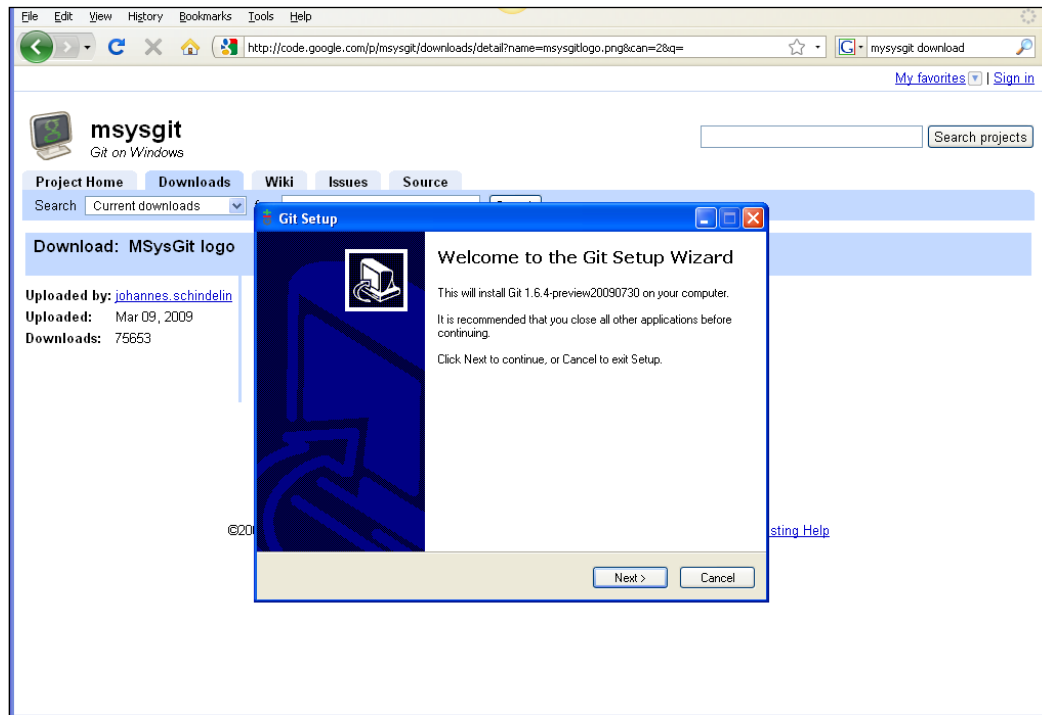 File Edit View History Bookmarks Tools Help
http://code.google.com/p/msysgit/downloads/detail?name=msysgitlogo.png&can=2&q= G mysysgit download
My favorites | Sign in
msysgit
Git on Windows
Search projects
Project Home Downloads Wiki Issues Source
Search Current downloads
Git Setup
Download: MSysGit logo
Welcome to the Git Setup Wizard
Uploaded by: johannes.schindelin
Uploaded: Mar 09, 2009
Downloads: 75653
This will install Git 1.6.4-preview20090730 on your computer.
It is recommended that you close all other applications before
continuing.
Click Next to continue, or Cancel to exit Setup.
©20
sting Help
Next > Cancel